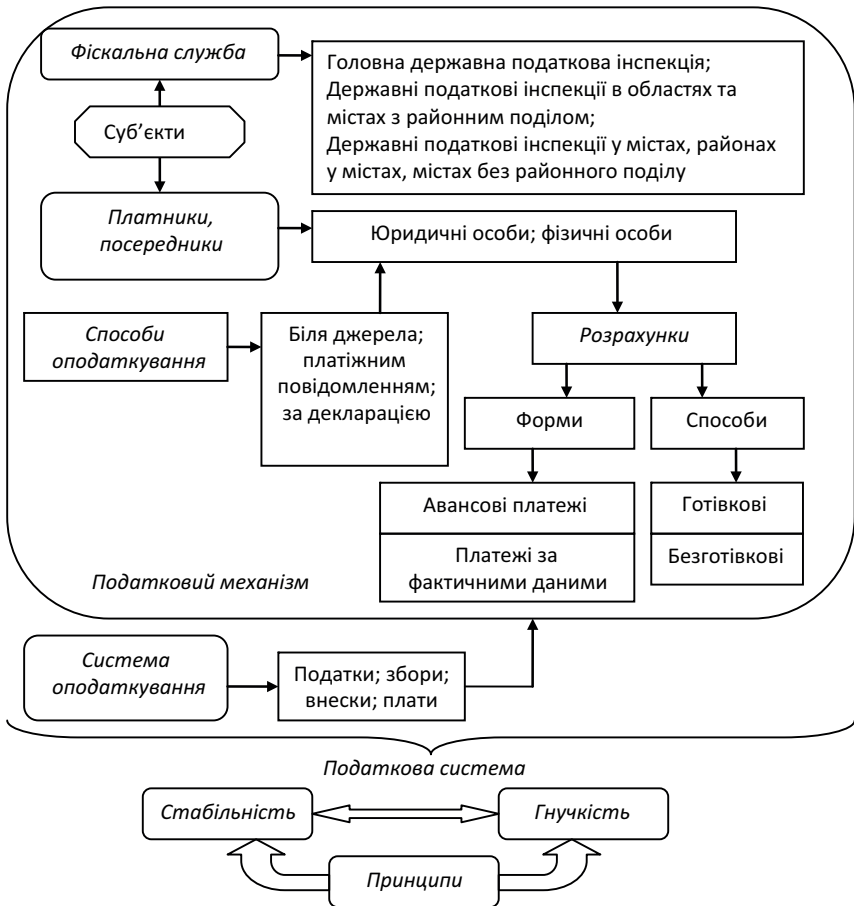 Фіскальна служба
Головна державна податкова інспекція;
Державні податкові інспекції в областях та
містах з районним поділом;
Державні податкові інспекції у містах, районах
у містах, містах без районного поділу
Суб’єкти
Платники,
посередники
Юридичні особи; фізичні особи
Способи
оподаткування
Біля джерела;
платіжним
повідомленням;
за декларацією
Розрахунки
Форми
Способи
Авансові платежі
Готівкові
Платежі за
фактичними даними
Безготівкові
Податковий механізм
Система
оподаткування
Податки; збори;
внески; плати
Податкова система
Стабільність
Гнучкість
Принципи